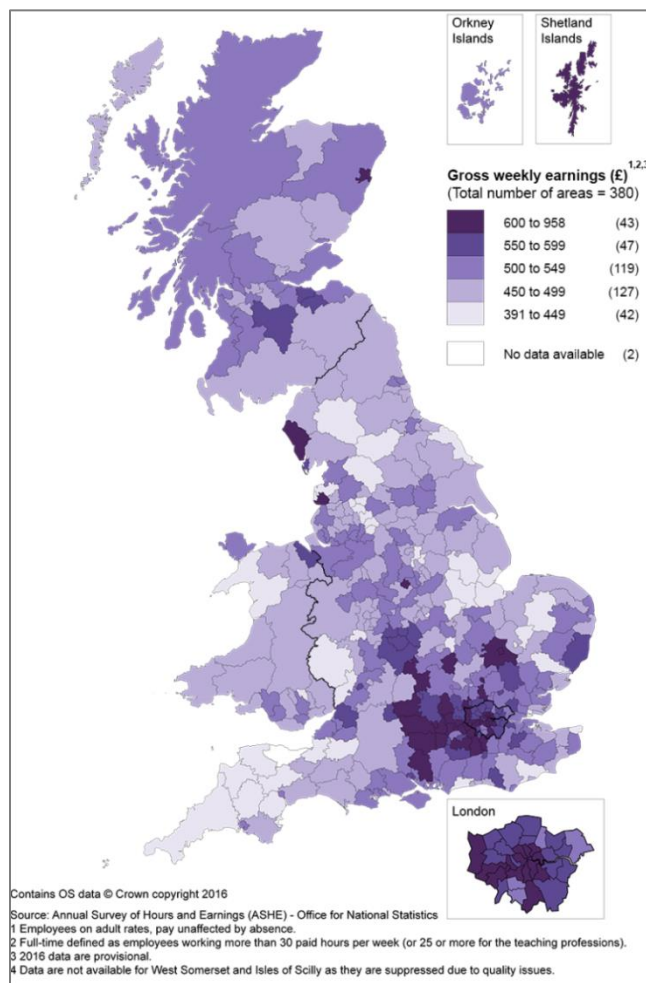 Orkney
Islands
Shetland
Islands
Gross weekly earnings (£)1,2,3
(Total number of areas = 380)
600 to 958 (43)
550 to 599 (47)
500 to 549 (119)
450 to 499 (127)
391 to 449 (42)
No data available (2)
London
Contains OS data © Crown copyright 2016
Source: Annual Survey of Hours and Earnings (ASHE) - Office for National Statistics
1 Employees on adult rates, pay unaffected by absence.
2 Full-time defined as employees working more than 30 paid hours per week (or 25 or more for the teaching professions).
3 2016 data are provisional.
4 Data are not available for West Somerset and Isles of Scilly as they are suppressed due to quality issues.